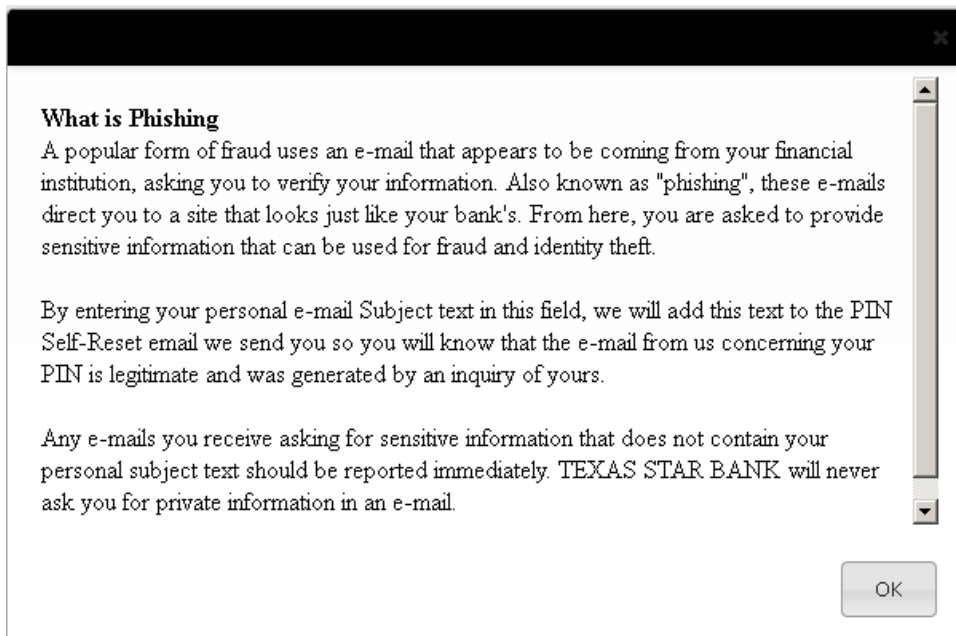 What is Phishing
A popular form of fraud uses an e-mail that appears to be coming from your financial
institution, asking you to verify your information. Also known as "phishing", these e-mails
direct you to a site that looks just like your bank's. From here, you are asked to provide
sensitive information that can be used for fraud and identity theft.
By entering your personal e-mail Subject text in this field, we will add this text to the PIN
Self-Reset email we send you so you will know that the e-mail from us concerning your
PIN is legitimate and was generated by an inquiry of yours.
Any e-mails you receive asking for sensitive information that does not contain your
personal subject text should be reported immediately. TEXAS STAR BANK will never
ask you for private information in an e-mail.
OK